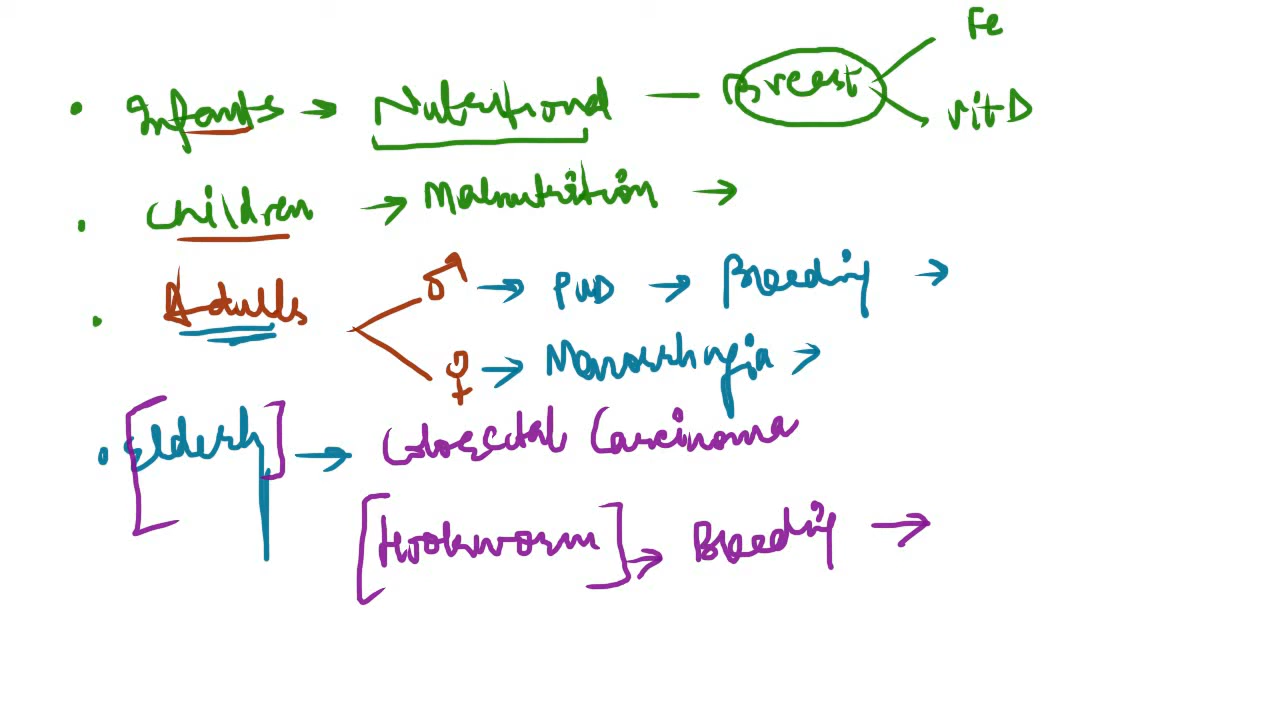 • Infants → Nutritional — Breast Fe
vit D
• Children → Malnutrition →
• Adults ♂ → PUD → Bleeding →
♀ → Menorrhagia →
• [Elderly] → Colorectal Carcinoma
[Hookworm] → Bleeding →